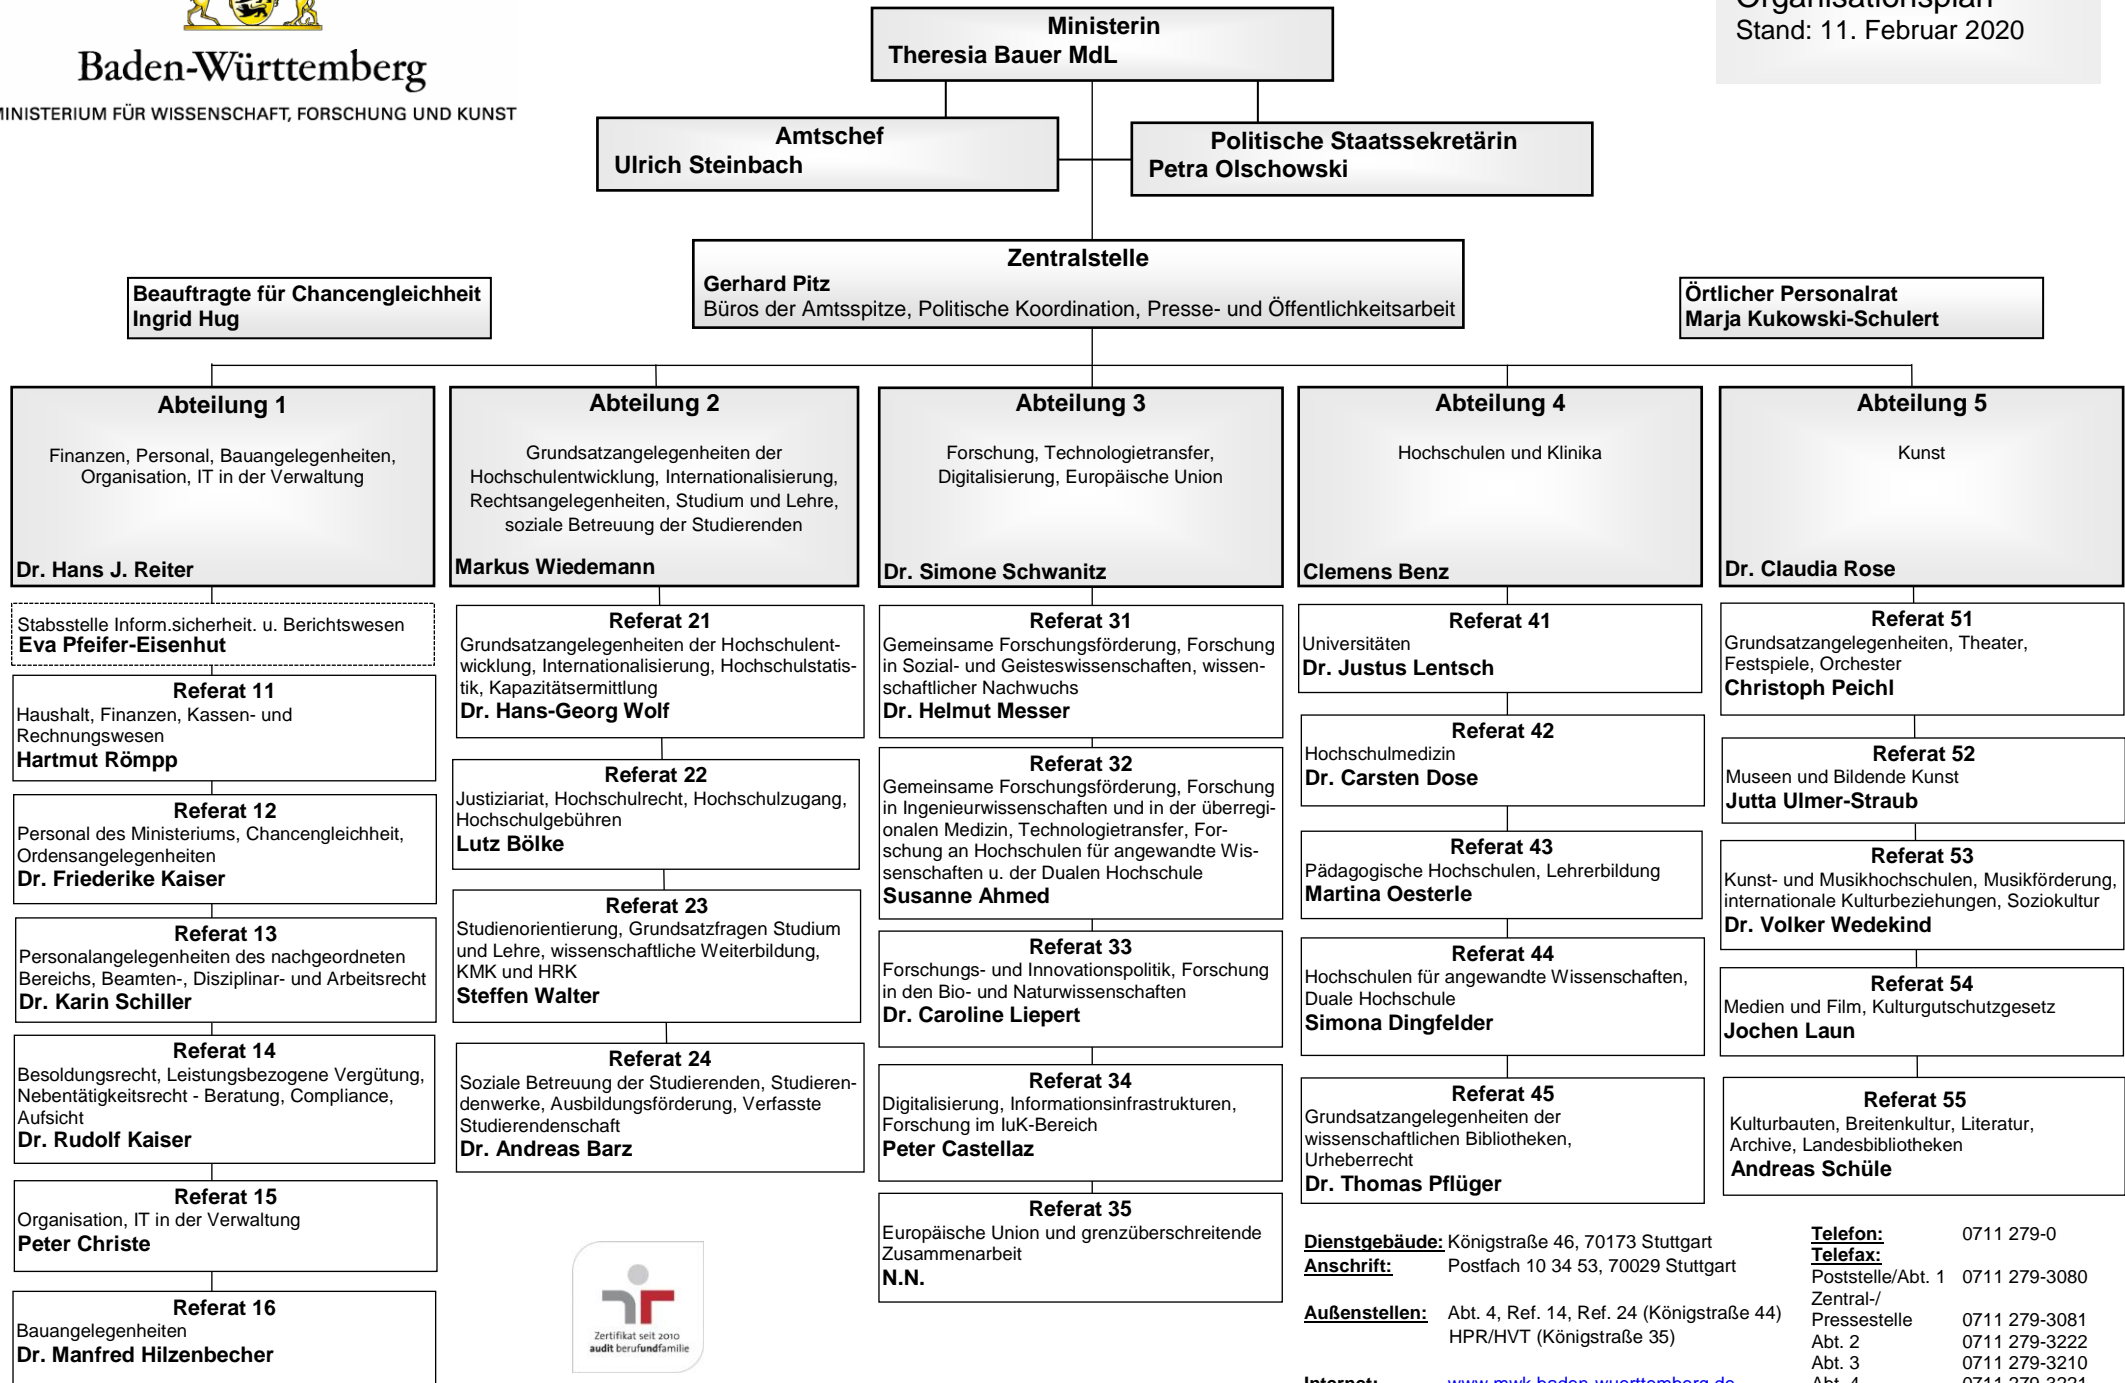 Organisationsplan
Stand: 11. Februar 2020
Baden-Württemberg
MINISTERIUM FÜR WISSENSCHAFT, FORSCHUNG UND KUNST
Ministerin
Theresia Bauer MdL
Amtschef
Ulrich Steinbach
Politische Staatssekretärin
Petra Olschowski
Zentralstelle
Gerhard Pitz
Büros der Amtsspitze, Politische Koordination, Presse- und Öffentlichkeitsarbeit
Beauftragte für Chancengleichheit
Ingrid Hug
Örtlicher Personalrat
Marja Kukowski-Schulert
Abteilung 1
Finanzen, Personal, Bauangelegenheiten,
Organisation, IT in der Verwaltung
Dr. Hans J. Reiter
Stabsstelle Inform.sicherheit. u. Berichtswesen
Eva Pfeifer-Eisenhut
Referat 11
Haushalt, Finanzen, Kassen- und
Rechnungswesen
Hartmut Römpp
Referat 12
Personal des Ministeriums, Chancengleichheit,
Ordensangelegenheiten
Dr. Friederike Kaiser
Referat 13
Personalangelegenheiten des nachgeordneten
Bereichs, Beamten-, Disziplinar- und Arbeitsrecht
Dr. Karin Schiller
Referat 14
Besoldungsrecht, Leistungsbezogene Vergütung,
Nebentätigkeitsrecht - Beratung, Compliance,
Aufsicht
Dr. Rudolf Kaiser
Referat 15
Organisation, IT in der Verwaltung
Peter Christe
Referat 16
Bauangelegenheiten
Dr. Manfred Hilzenbecher
Abteilung 2
Grundsatzangelegenheiten der
Hochschulentwicklung, Internationalisierung,
Rechtsangelegenheiten, Studium und Lehre,
soziale Betreuung der Studierenden
Markus Wiedemann
Referat 21
Grundsatzangelegenheiten der Hochschulent-
wicklung, Internationalisierung, Hochschulstatis-
tik, Kapazitätsermittlung
Dr. Hans-Georg Wolf
Referat 22
Justiziariat, Hochschulrecht, Hochschulzugang,
Hochschulgebühren
Lutz Bölke
Referat 23
Studienorientierung, Grundsatzfragen Studium
und Lehre, wissenschaftliche Weiterbildung,
KMK und HRK
Steffen Walter
Referat 24
Soziale Betreuung der Studierenden, Studieren-
denwerke, Ausbildungsförderung, Verfasste
Studierendenschaft
Dr. Andreas Barz
Zertifikat seit 2010
audit berufundfamilie
Abteilung 3
Forschung, Technologietransfer,
Digitalisierung, Europäische Union
Dr. Simone Schwanitz
Referat 31
Gemeinsame Forschungsförderung, Forschung
in Sozial- und Geisteswissenschaften, wissen-
schaftlicher Nachwuchs
Dr. Helmut Messer
Referat 32
Gemeinsame Forschungsförderung, Forschung
in Ingenieurwissenschaften und in der überregi-
onalen Medizin, Technologietransfer, For-
schung an Hochschulen für angewandte Wis-
senschaften u. der Dualen Hochschule
Susanne Ahmed
Referat 33
Forschungs- und Innovationspolitik, Forschung
in den Bio- und Naturwissenschaften
Dr. Caroline Liepert
Referat 34
Digitalisierung, Informationsinfrastrukturen,
Forschung im IuK-Bereich
Peter Castellaz
Referat 35
Europäische Union und grenzüberschreitende
Zusammenarbeit
N.N.
Abteilung 4
Hochschulen und Klinika
Clemens Benz
Referat 41
Universitäten
Dr. Justus Lentsch
Referat 42
Hochschulmedizin
Dr. Carsten Dose
Referat 43
Pädagogische Hochschulen, Lehrerbildung
Martina Oesterle
Referat 44
Hochschulen für angewandte Wissenschaften,
Duale Hochschule
Simona Dingfelder
Referat 45
Grundsatzangelegenheiten der
wissenschaftlichen Bibliotheken,
Urheberrecht
Dr. Thomas Pflüger
Abteilung 5
Kunst
Dr. Claudia Rose
Referat 51
Grundsatzangelegenheiten, Theater,
Festspiele, Orchester
Christoph Peichl
Referat 52
Museen und Bildende Kunst
Jutta Ulmer-Straub
Referat 53
Kunst- und Musikhochschulen, Musikförderung,
internationale Kulturbeziehungen, Soziokultur
Dr. Volker Wedekind
Referat 54
Medien und Film, Kulturgutschutzgesetz
Jochen Laun
Referat 55
Kulturbauten, Breitenkultur, Literatur,
Archive, Landesbibliotheken
Andreas Schüle
Dienstgebäude: Königstraße 46, 70173 Stuttgart
Anschrift: Postfach 10 34 53, 70029 Stuttgart
Außenstellen: Abt. 4, Ref. 14, Ref. 24 (Königstraße 44)
HPR/HVT (Königstraße 35)
Internet: www.mwk.baden-wuerttemberg.de
Telefon: 0711 279-0
Telefax:
Poststelle/Abt. 1 0711 279-3080
Zentral-/
Pressestelle 0711 279-3081
Abt. 2 0711 279-3222
Abt. 3 0711 279-3210
Abt. 4 0711 279-3221